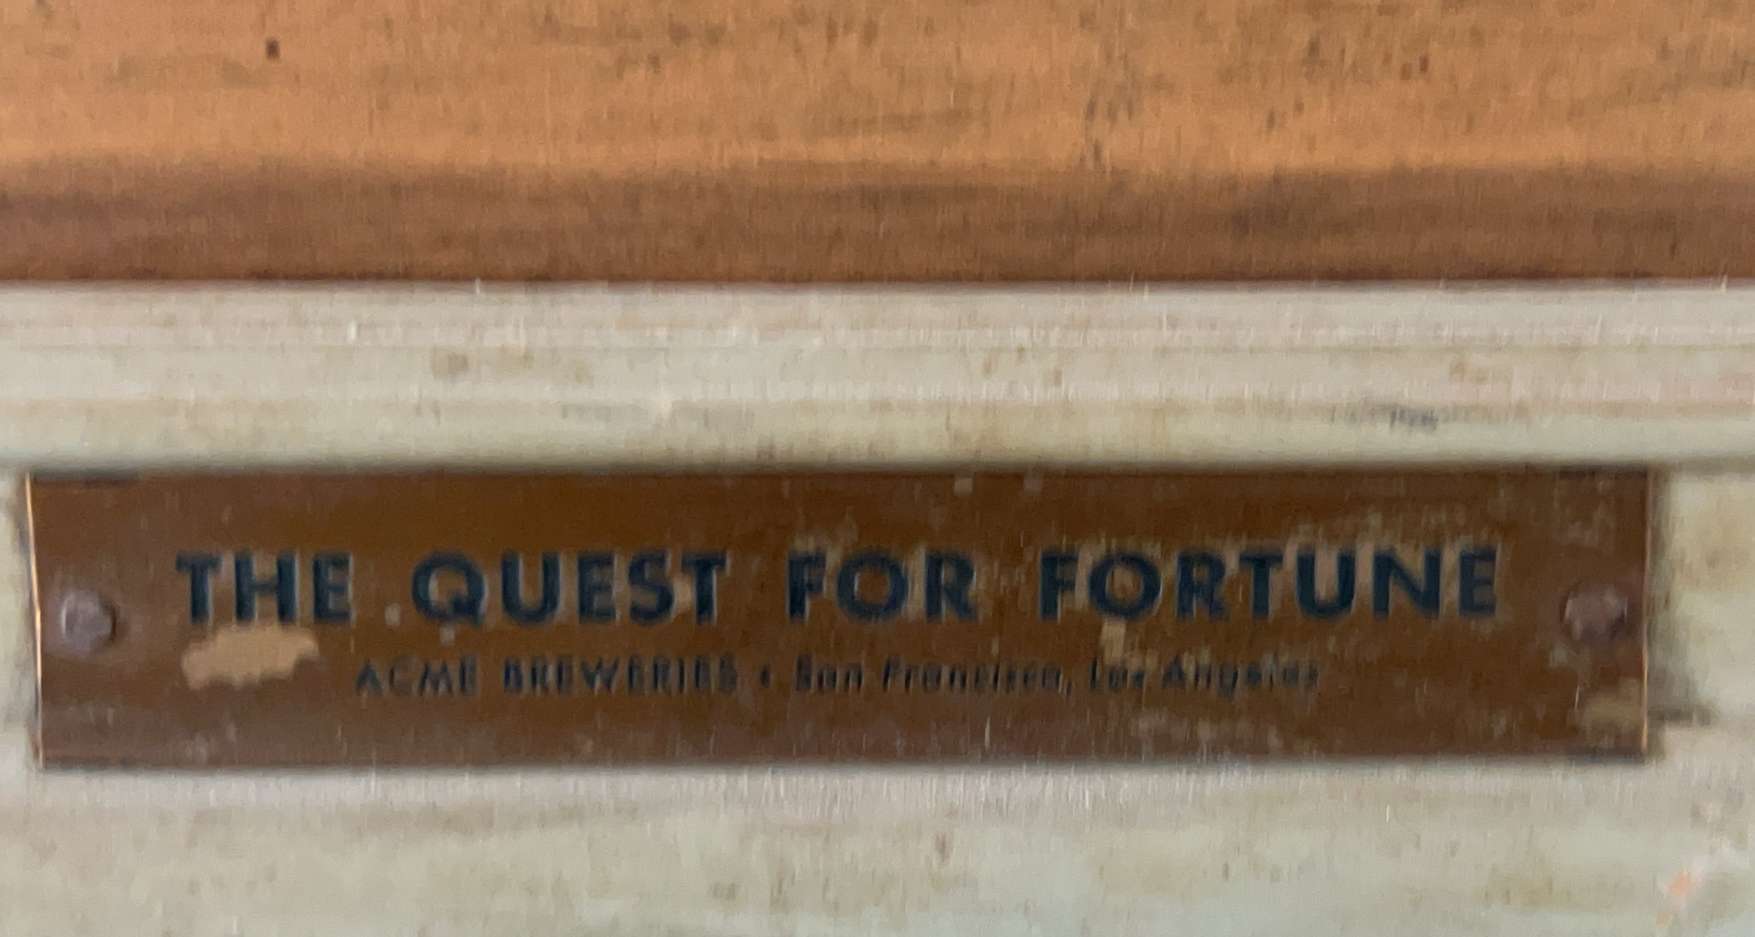 THE QUEST FOR FORTUNE
ACME BREWERIES • San Francisco, Los Angeles